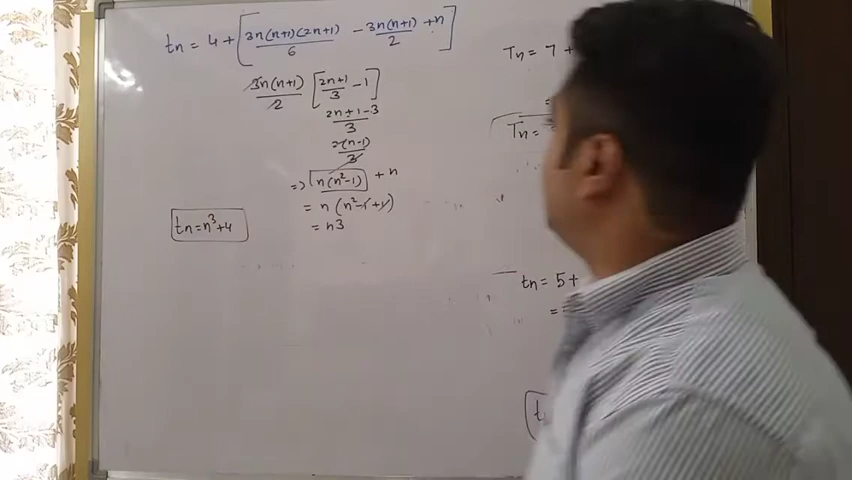 tn = 4 + [ 3n(n+1)(2n+1)/6 - 3n(n+1)/2 + n ]
3n(n+1)/2 [ 2n+1/3 - 1 ]
2n+1-3/3
2(n-1)/3
=> n(n²-1) + n
= n (n²-1+1)
= n3
tn = n³+4
Tn = 7 +
=
Tn =
tn = 5+
=
t